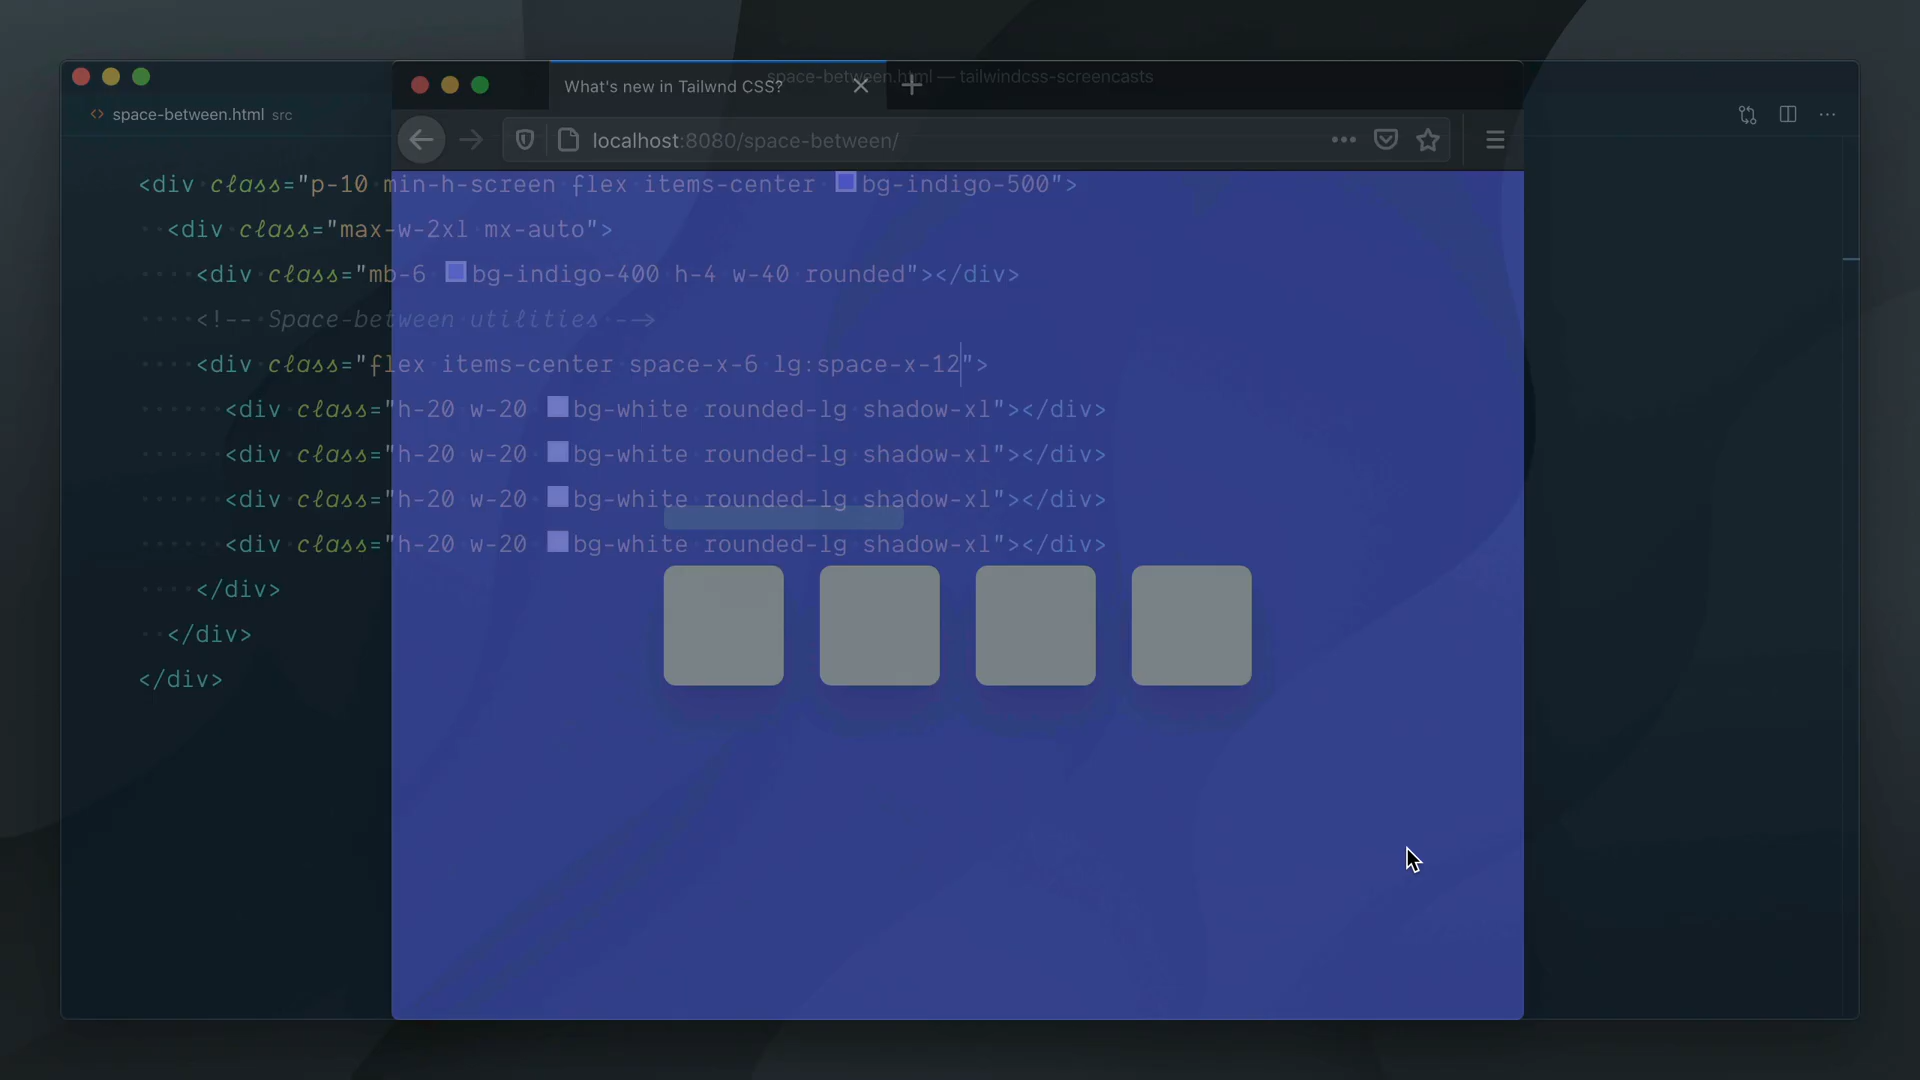 space-between.html — tailwindcss-screencasts
What's new in Tailwnd CSS?
<> space-between.html src
localhost:8080/space-between/
<div class="p-10 min-h-screen flex items-center bg-indigo-500">
<div class="max-w-2xl mx-auto">
<div class="mb-6 bg-indigo-400 h-4 w-40 rounded"></div>
<!-- Space-between utilities -->
<div class="flex items-center space-x-6 lg:space-x-12">
<div class="h-20 w-20 bg-white rounded-lg shadow-xl"></div>
<div class="h-20 w-20 bg-white rounded-lg shadow-xl"></div>
<div class="h-20 w-20 bg-white rounded-lg shadow-xl"></div>
<div class="h-20 w-20 bg-white rounded-lg shadow-xl"></div>
</div>
</div>
</div>